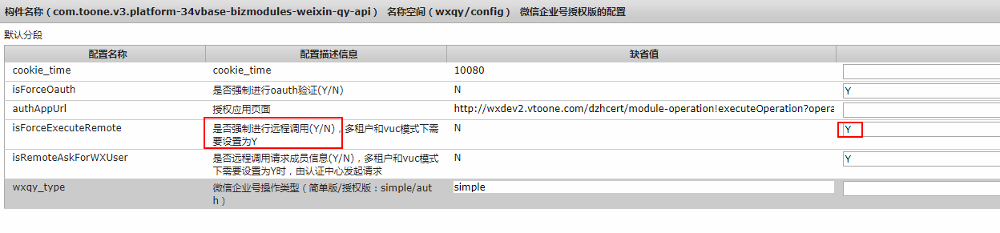 构件名称（com.toone.v3.platform-34vbase-bizmodules-weixin-qy-api） 名称空间（wxqy/config） 微信企业号授权版的配置
默认分段
配置名称 配置描述信息 缺省值
cookie_time cookie_time 10080
isForceOauth 是否强制进行oauth验证(Y/N) N Y
authAppUrl 授权应用页面 http://wxdev2.vtoone.com/dzhcert/module-operation!executeOperation?opera
isForceExecuteRemote 是否强制进行远程调用(Y/N)，多租户和vuc模式下需 N Y
要设置为Y
isRemoteAskForWXUser 是否远程调用请求成员信息(Y/N)，多租户和vuc模式 N Y
下需要设置为Y时，由认证中心发起请求
wxqy_type 微信企业号操作类型（简单版/授权版：simple/aut simple
h）